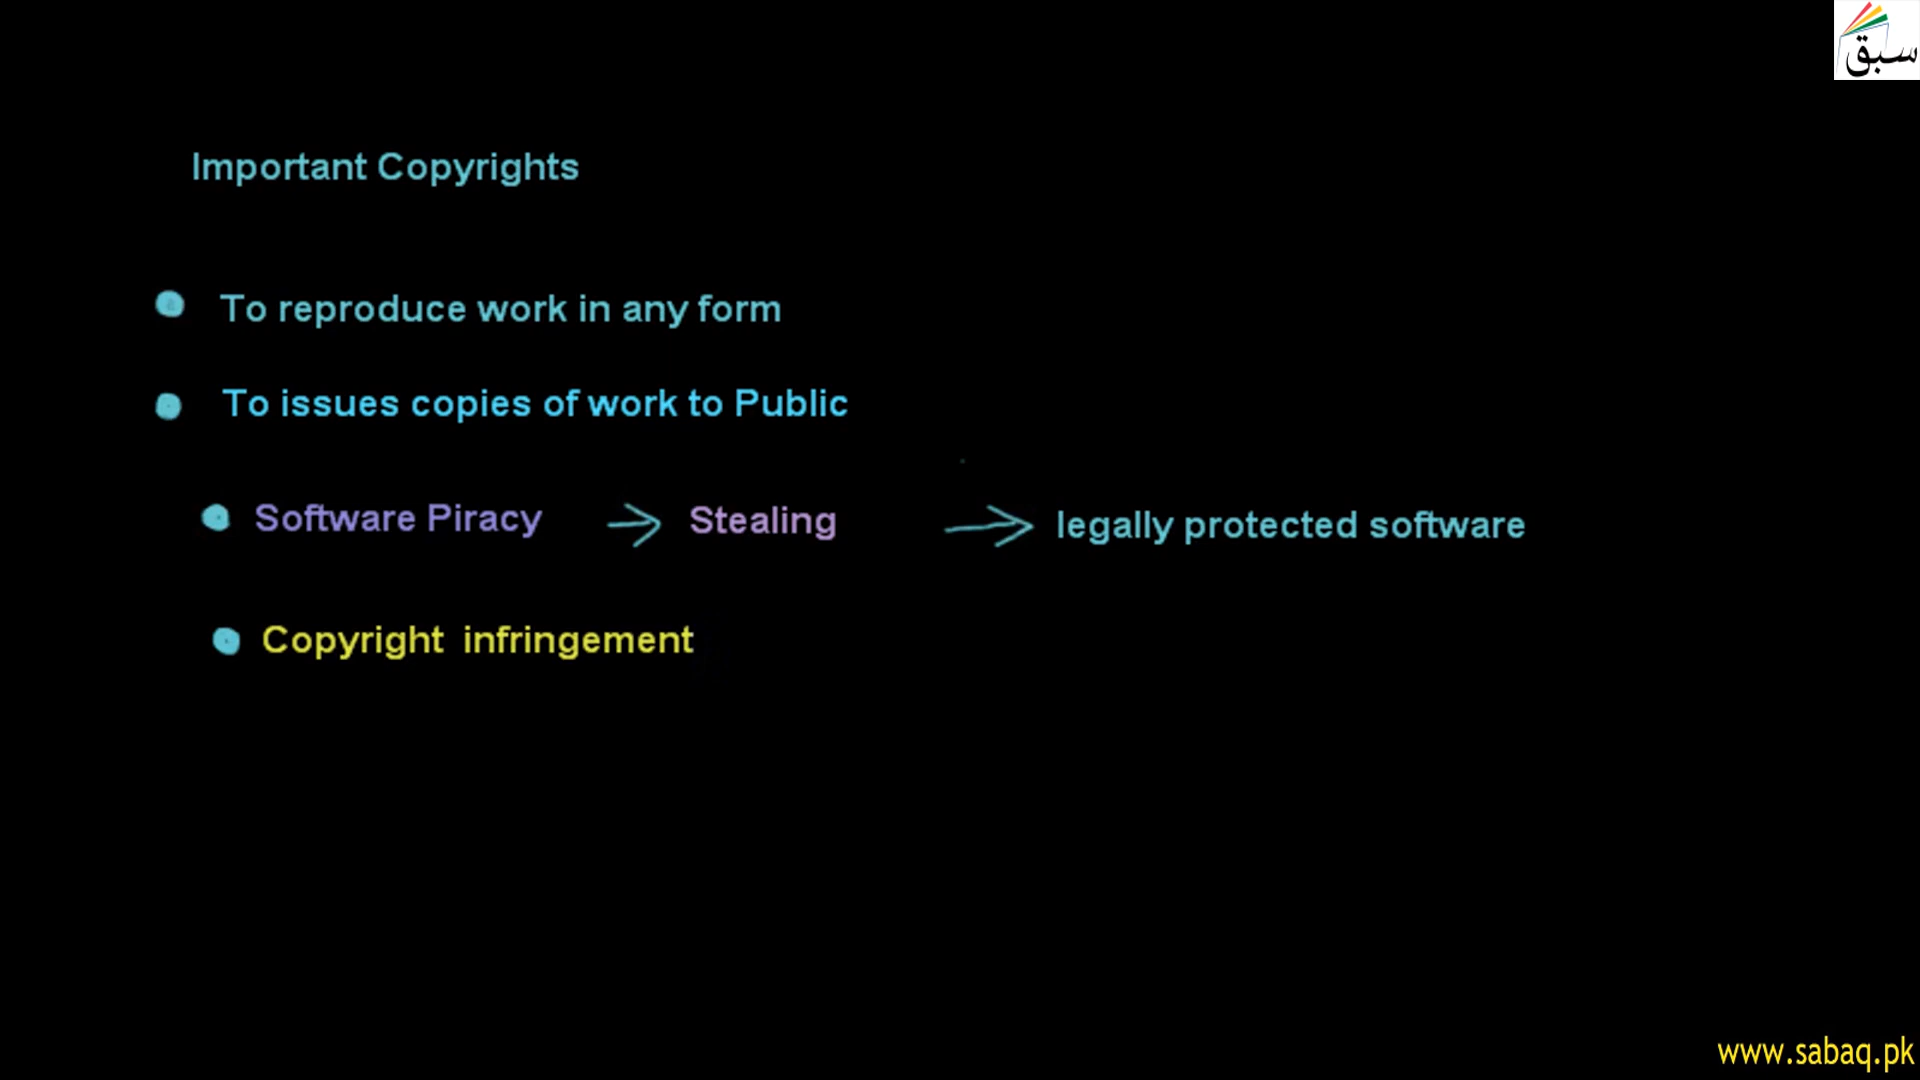 سبق
Important Copyrights
To reproduce work in any form
To issues copies of work to Public
Software Piracy → Stealing → legally protected software
Copyright infringement
www.sabaq.pk